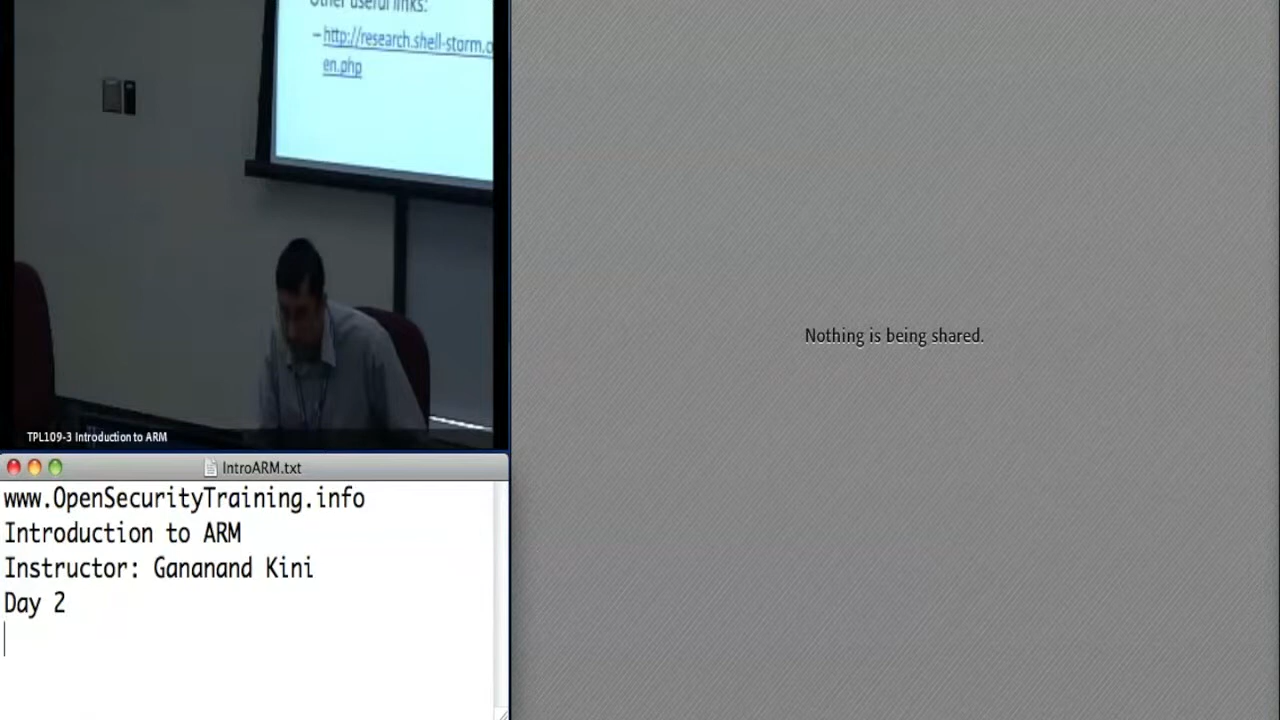 Other useful links:
–http://research.shell-storm.o
en.php
Nothing is being shared.
TPL109-3 Introduction to ARM
IntroARM.txt
www.OpenSecurityTraining.info
Introduction to ARM
Instructor: Gananand Kini
Day 2